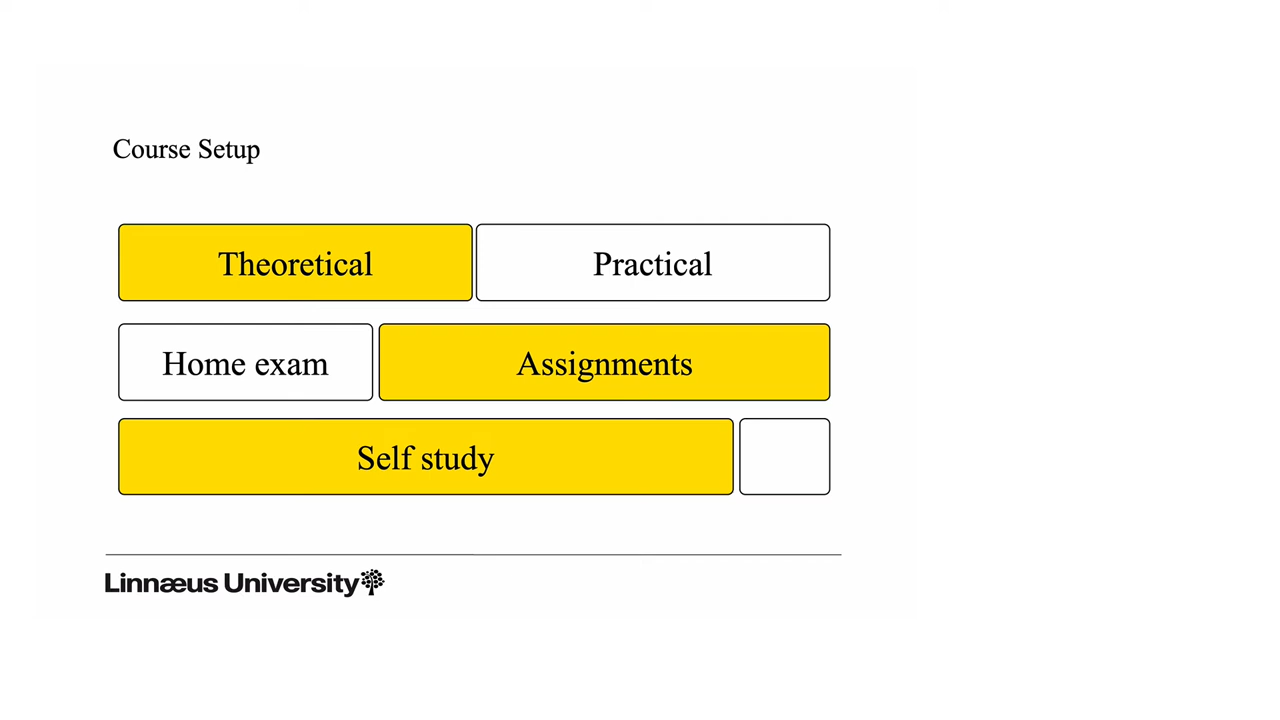 Course Setup
Theoretical
Practical
Home exam
Assignments
Self study
Linnæus University